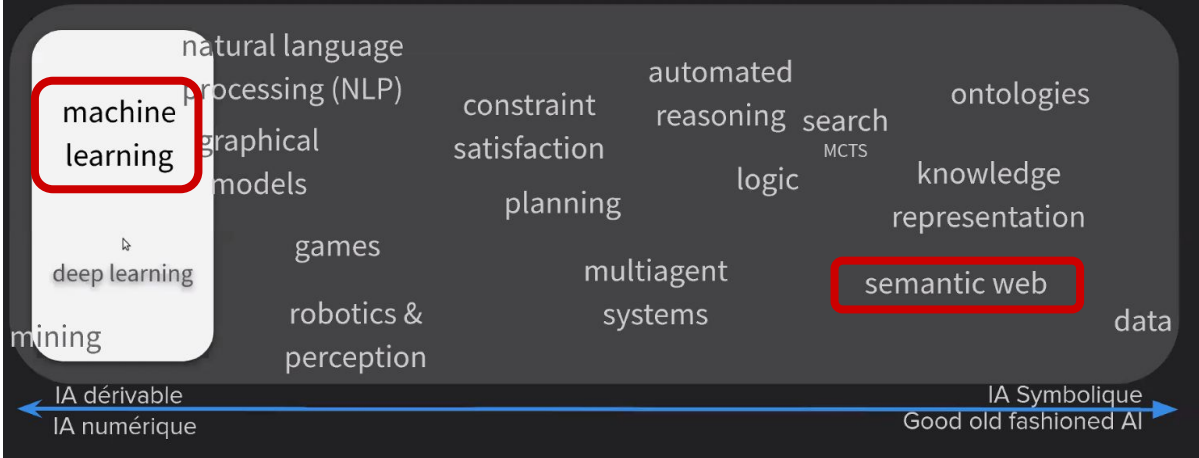 natural language
processing (NLP)
machine
learning
graphical
models
deep learning
mining
games
robotics &
perception
constraint
satisfaction
planning
multiagent
systems
automated
reasoning
search
MCTS
logic
ontologies
knowledge
representation
semantic web
data
IA dérivable
IA numérique
IA Symbolique
Good old fashioned AI